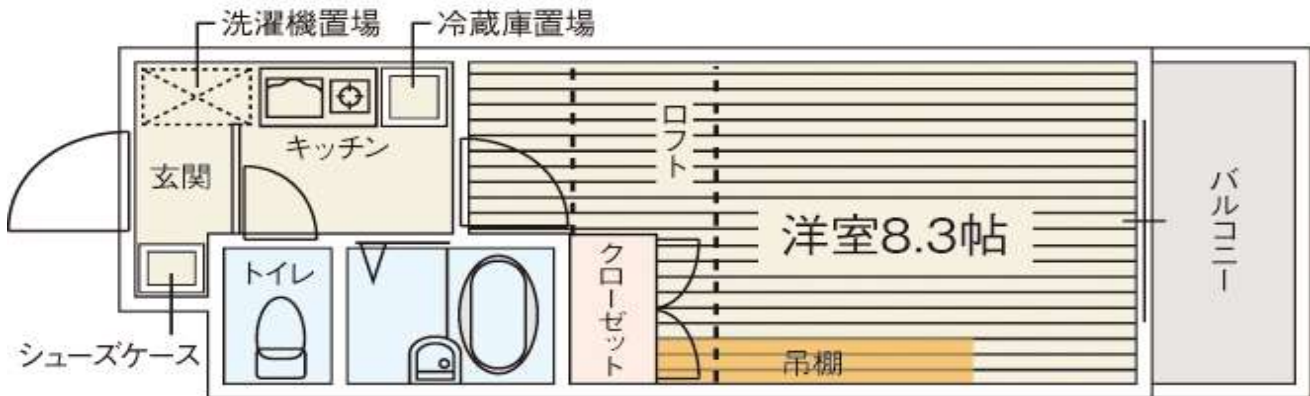 洗濯機置場
冷蔵庫置場
キッチン
玄関
ロフト
洋室8.3帖
バルコニー
トイレ
クローゼット
シューズケース
吊棚